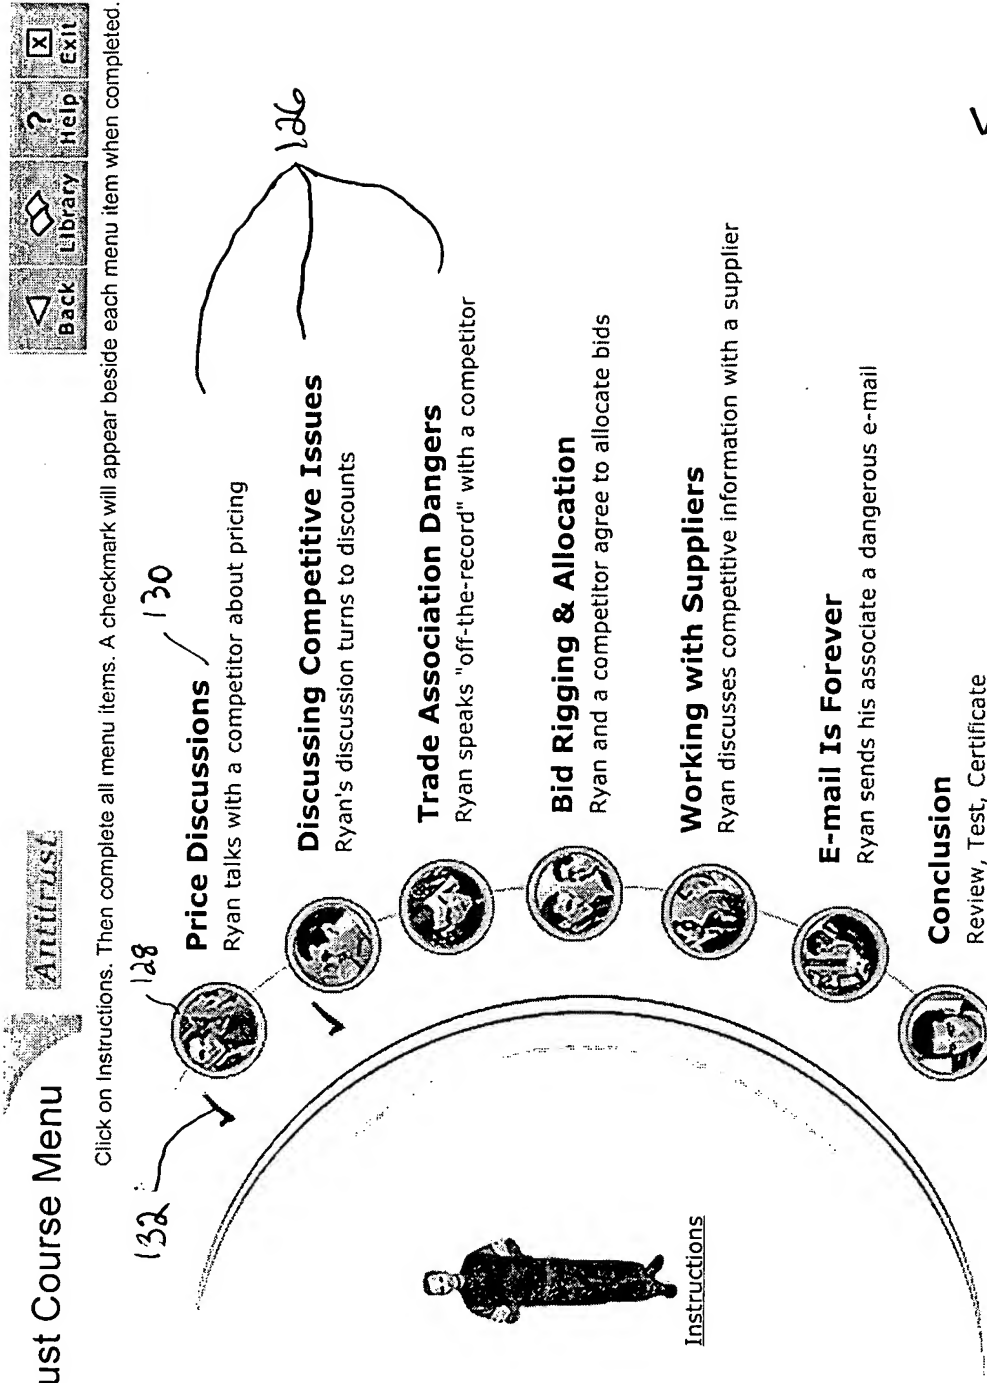 ust Course Menu
Antitrust
Back Library Help Exit
?
X
Click on Instructions. Then complete all menu items. A checkmark will appear beside each menu item when completed.
132
128
130
126
Price Discussions
Ryan talks with a competitor about pricing
Discussing Competitive Issues
Ryan's discussion turns to discounts
Trade Association Dangers
Ryan speaks "off-the-record" with a competitor
Bid Rigging & Allocation
Ryan and a competitor agree to allocate bids
Working with Suppliers
Ryan discusses competitive information with a supplier
E-mail Is Forever
Ryan sends his associate a dangerous e-mail
Conclusion
Review, Test, Certificate
Instructions